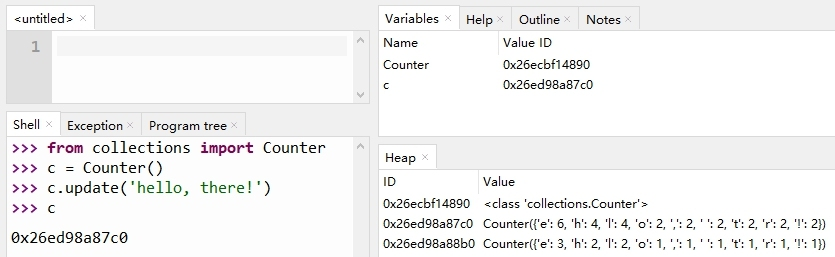 <untitled> ×
1
Shell × Exception × Program tree ×
>>> from collections import Counter
>>> c = Counter()
>>> c.update('hello, there!')
>>> c
0x26ed98a87c0
Variables × Help × Outline × Notes ×
Name Value ID
Counter 0x26ecbf14890
c 0x26ed98a87c0
Heap ×
ID Value
0x26ecbf14890 <class 'collections.Counter'>
0x26ed98a87c0 Counter({'e': 6, 'h': 4, 'l': 4, 'o': 2, ',': 2, ' ': 2, 't': 2, 'r': 2, '!': 2})
0x26ed98a88b0 Counter({'e': 3, 'h': 2, 'l': 2, 'o': 1, ',': 1, ' ': 1, 't': 1, 'r': 1, '!': 1})